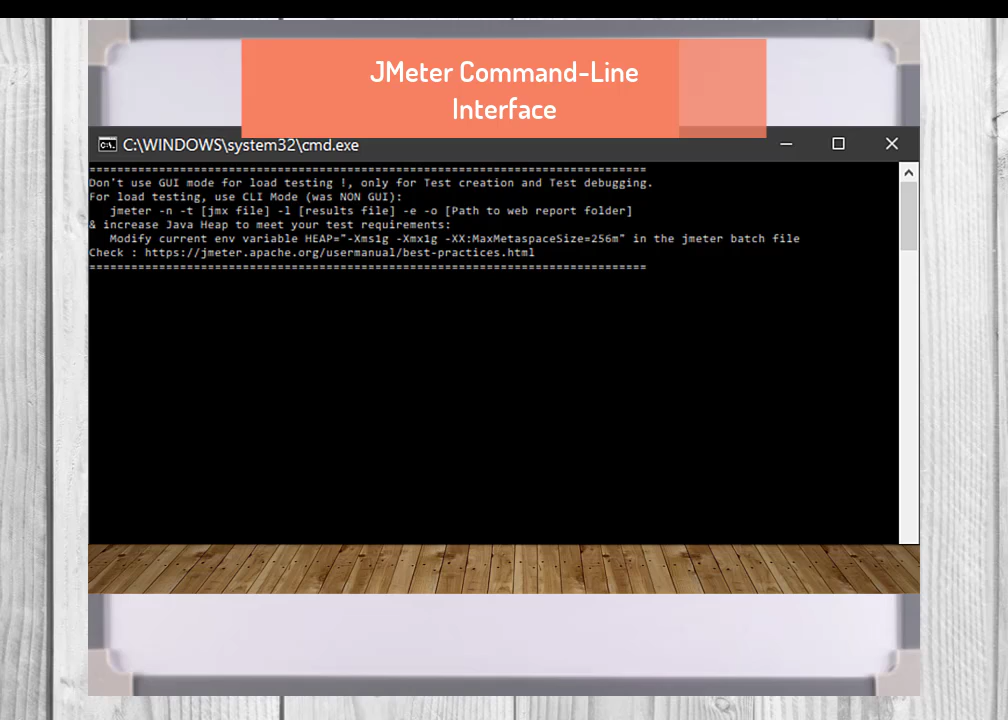 JMeter Command-Line
Interface
C:\WINDOWS\system32\cmd.exe
================================================================================
Don't use GUI mode for load testing !, only for Test creation and Test debugging.
For load testing, use CLI Mode (was NON GUI):
   jmeter -n -t [jmx file] -l [results file] -e -o [Path to web report folder]
& increase Java Heap to meet your test requirements:
   Modify current env variable HEAP="-Xms1g -Xmx1g -XX:MaxMetaspaceSize=256m" in the jmeter batch file
Check : https://jmeter.apache.org/usermanual/best-practices.html
================================================================================